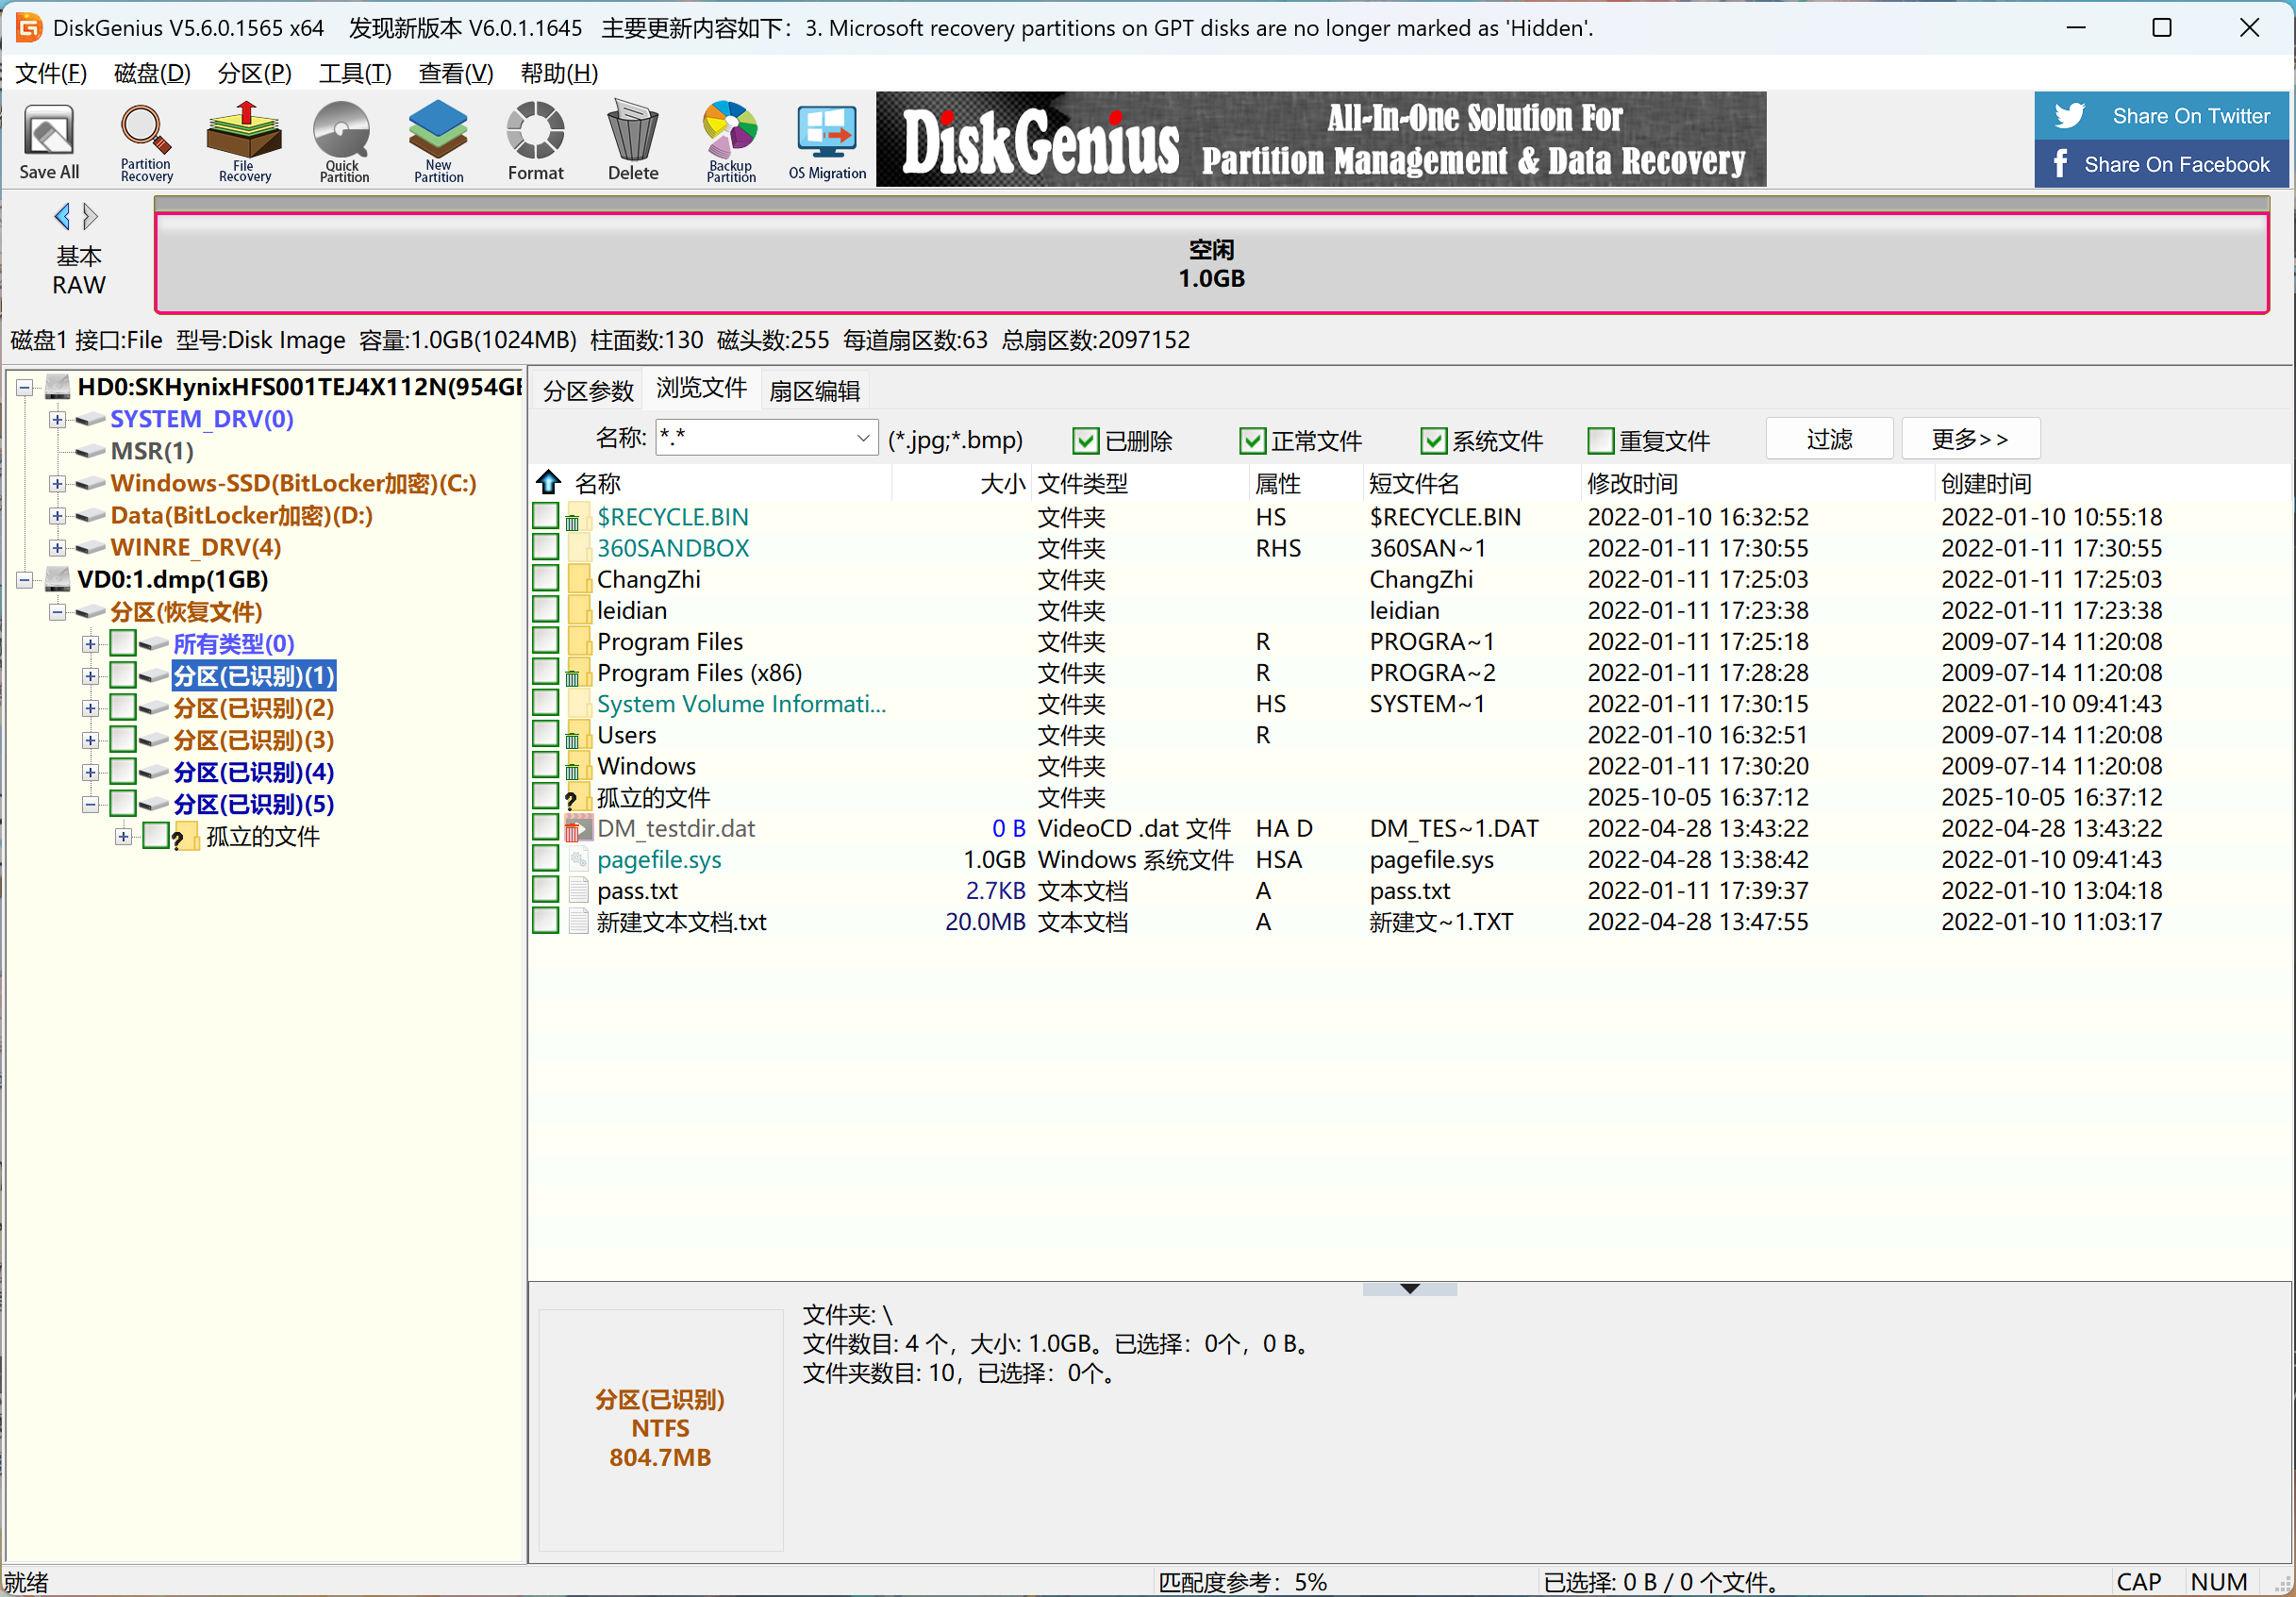 DiskGenius V5.6.0.1565 x64 发现新版本 V6.0.1.1645 主要更新内容如下：3. Microsoft recovery partitions on GPT disks are no longer marked as 'Hidden'.
文件(F) 磁盘(D) 分区(P) 工具(T) 查看(V) 帮助(H)
Save All
Partition Recovery
File Recovery
Quick Partition
New Partition
Format
Delete
Backup Partition
OS Migration
DiskGenius
All-In-One Solution For
Partition Management & Data Recovery
Share On Twitter
Share On Facebook
基本
RAW
空闲
1.0GB
磁盘1 接口:File 型号:Disk Image 容量:1.0GB(1024MB) 柱面数:130 磁头数:255 每道扇区数:63 总扇区数:2097152
HD0:SKHynixHFS001TEJ4X112N(954GE
SYSTEM_DRV(0)
MSR(1)
Windows-SSD(BitLocker加密)(C:)
Data(BitLocker加密)(D:)
WINRE_DRV(4)
VD0:1.dmp(1GB)
分区(恢复文件)
所有类型(0)
分区(已识别)(1)
分区(已识别)(2)
分区(已识别)(3)
分区(已识别)(4)
分区(已识别)(5)
孤立的文件
分区参数 浏览文件 扇区编辑
名称: *.* (*.jpg;*.bmp) 已删除 正常文件 系统文件 重复文件 过滤 更多>>
名称 大小 文件类型 属性 短文件名 修改时间 创建时间
$RECYCLE.BIN 文件夹 HS $RECYCLE.BIN 2022-01-10 16:32:52 2022-01-10 10:55:18
360SANDBOX 文件夹 RHS 360SAN~1 2022-01-11 17:30:55 2022-01-11 17:30:55
ChangZhi 文件夹 ChangZhi 2022-01-11 17:25:03 2022-01-11 17:25:03
leidian 文件夹 leidian 2022-01-11 17:23:38 2022-01-11 17:23:38
Program Files 文件夹 R PROGRA~1 2022-01-11 17:25:18 2009-07-14 11:20:08
Program Files (x86) 文件夹 R PROGRA~2 2022-01-11 17:28:28 2009-07-14 11:20:08
System Volume Informati... 文件夹 HS SYSTEM~1 2022-01-11 17:30:15 2022-01-10 09:41:43
Users 文件夹 R 2022-01-10 16:32:51 2009-07-14 11:20:08
Windows 文件夹 2022-01-11 17:30:20 2009-07-14 11:20:08
孤立的文件 文件夹 2025-10-05 16:37:12 2025-10-05 16:37:12
DM_testdir.dat 0 B VideoCD .dat 文件 HA D DM_TES~1.DAT 2022-04-28 13:43:22 2022-04-28 13:43:22
pagefile.sys 1.0GB Windows 系统文件 HSA pagefile.sys 2022-04-28 13:38:42 2022-01-10 09:41:43
pass.txt 2.7KB 文本文档 A pass.txt 2022-01-11 17:39:37 2022-01-10 13:04:18
新建文本文档.txt 20.0MB 文本文档 A 新建文~1.TXT 2022-04-28 13:47:55 2022-01-10 11:03:17
分区(已识别)
NTFS
804.7MB
文件夹: \
文件数目: 4 个，大小: 1.0GB。已选择：0个，0 B。
文件夹数目: 10，已选择：0个。
就绪 匹配度参考：5% 已选择: 0 B / 0 个文件。 CAP NUM